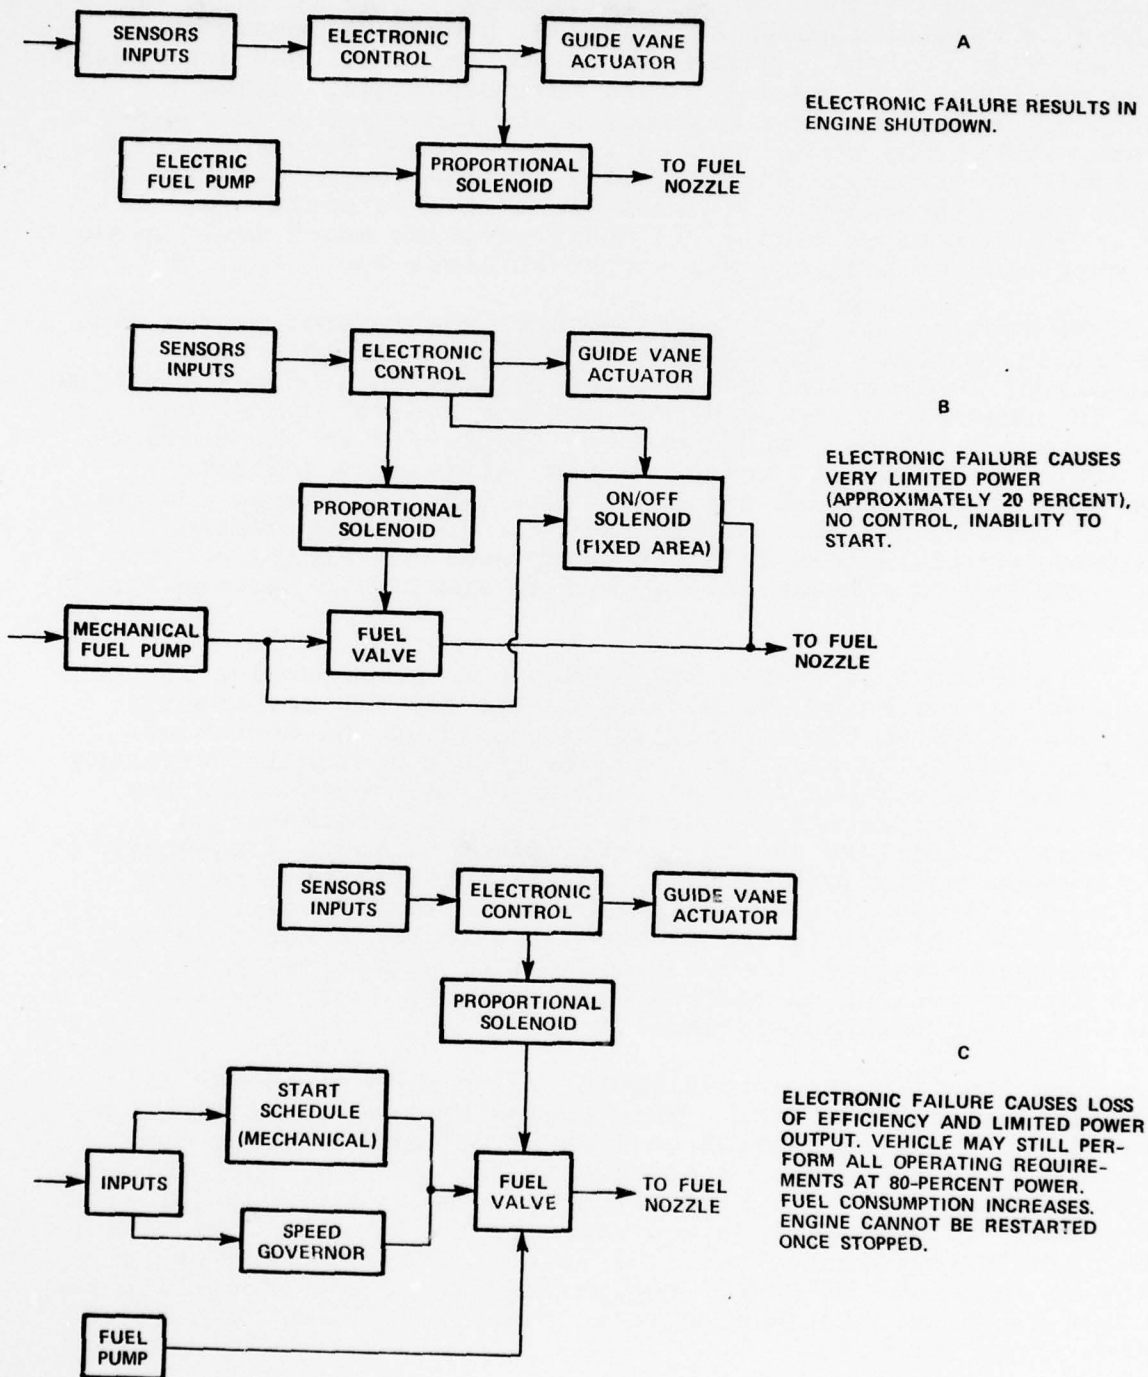 SENSORS
INPUTS
ELECTRONIC
CONTROL
GUIDE VANE
ACTUATOR
A
ELECTRONIC FAILURE RESULTS IN
ENGINE SHUTDOWN.
ELECTRIC
FUEL PUMP
PROPORTIONAL
SOLENOID
TO FUEL
NOZZLE
SENSORS
INPUTS
ELECTRONIC
CONTROL
GUIDE VANE
ACTUATOR
B
ELECTRONIC FAILURE CAUSES
VERY LIMITED POWER
(APPROXIMATELY 20 PERCENT),
NO CONTROL, INABILITY TO
START.
PROPORTIONAL
SOLENOID
ON/OFF
SOLENOID
(FIXED AREA)
MECHANICAL
FUEL PUMP
FUEL
VALVE
TO FUEL
NOZZLE
SENSORS
INPUTS
ELECTRONIC
CONTROL
GUIDE VANE
ACTUATOR
PROPORTIONAL
SOLENOID
C
ELECTRONIC FAILURE CAUSES LOSS
OF EFFICIENCY AND LIMITED POWER
OUTPUT. VEHICLE MAY STILL PER-
FORM ALL OPERATING REQUIRE-
MENTS AT 80-PERCENT POWER.
FUEL CONSUMPTION INCREASES.
ENGINE CANNOT BE RESTARTED
ONCE STOPPED.
START
SCHEDULE
(MECHANICAL)
INPUTS
FUEL
VALVE
TO FUEL
NOZZLE
SPEED
GOVERNOR
FUEL
PUMP